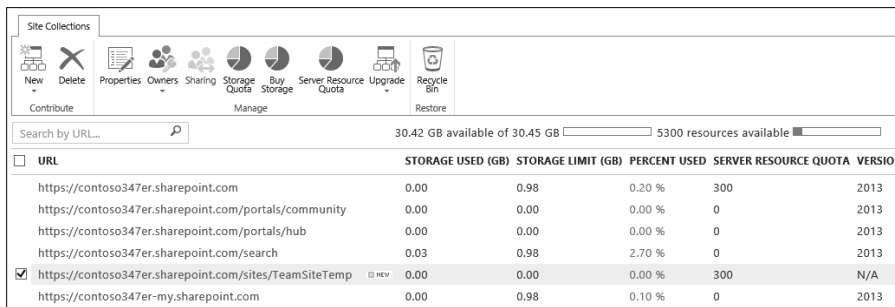 Site Collections
New Delete Properties Owners Sharing Storage Quota Buy Storage Server Resource Quota Upgrade Recycle Bin
Contribute Manage Restore
Search by URL... 30.42 GB available of 30.45 GB 5300 resources available
URL STORAGE USED (GB) STORAGE LIMIT (GB) PERCENT USED SERVER RESOURCE QUOTA VERSIO
https://contoso347er.sharepoint.com 0.00 0.98 0.20 % 300 2013
https://contoso347er.sharepoint.com/portals/community 0.00 0.00 0.00 % 0 2013
https://contoso347er.sharepoint.com/portals/hub 0.00 0.00 0.00 % 0 2013
https://contoso347er.sharepoint.com/search 0.03 0.98 2.70 % 0 2013
https://contoso347er.sharepoint.com/sites/TeamSiteTemp NEW 0.00 0.00 0.00 % 300 N/A
https://contoso347er-my.sharepoint.com 0.00 0.98 0.10 % 0 2013